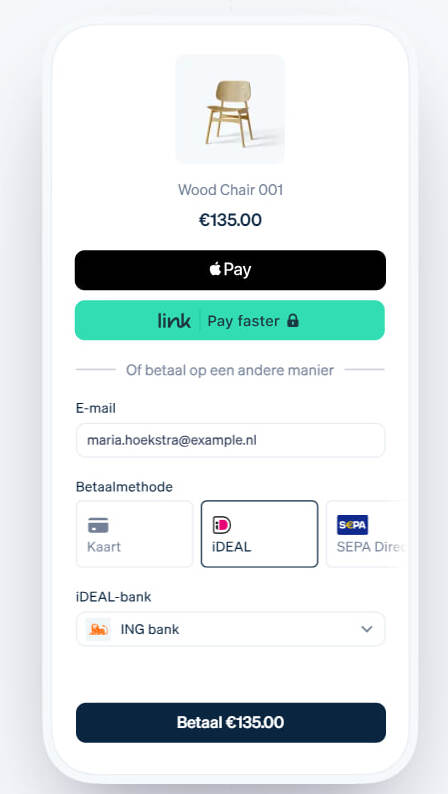 Wood Chair 001
€135.00
Pay
link Pay faster
Of betaal op een andere manier
E-mail
maria.hoekstra@example.nl
Betaalmethode
iD SEPA
Kaart iDEAL SEPA Direc
iDEAL-bank
ING bank
Betaal €135.00